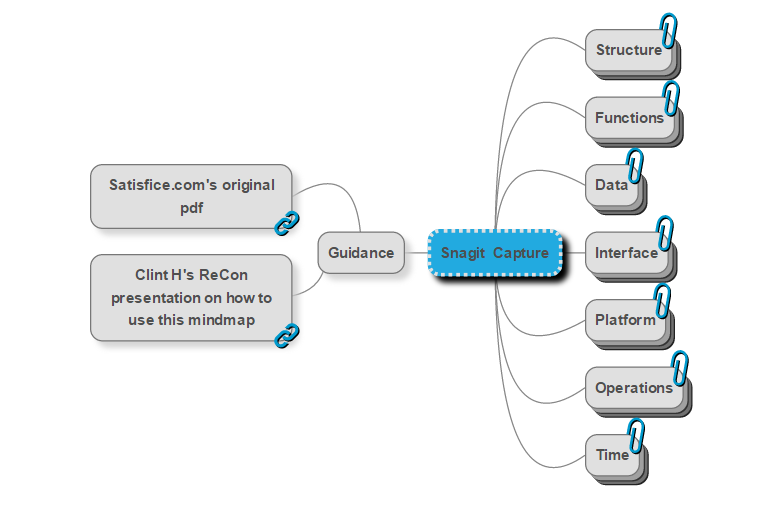 Satisfice.com's original
pdf
Clint H's ReCon
presentation on how to
use this mindmap
Guidance
Snagit Capture
Structure
Functions
Data
Interface
Platform
Operations
Time